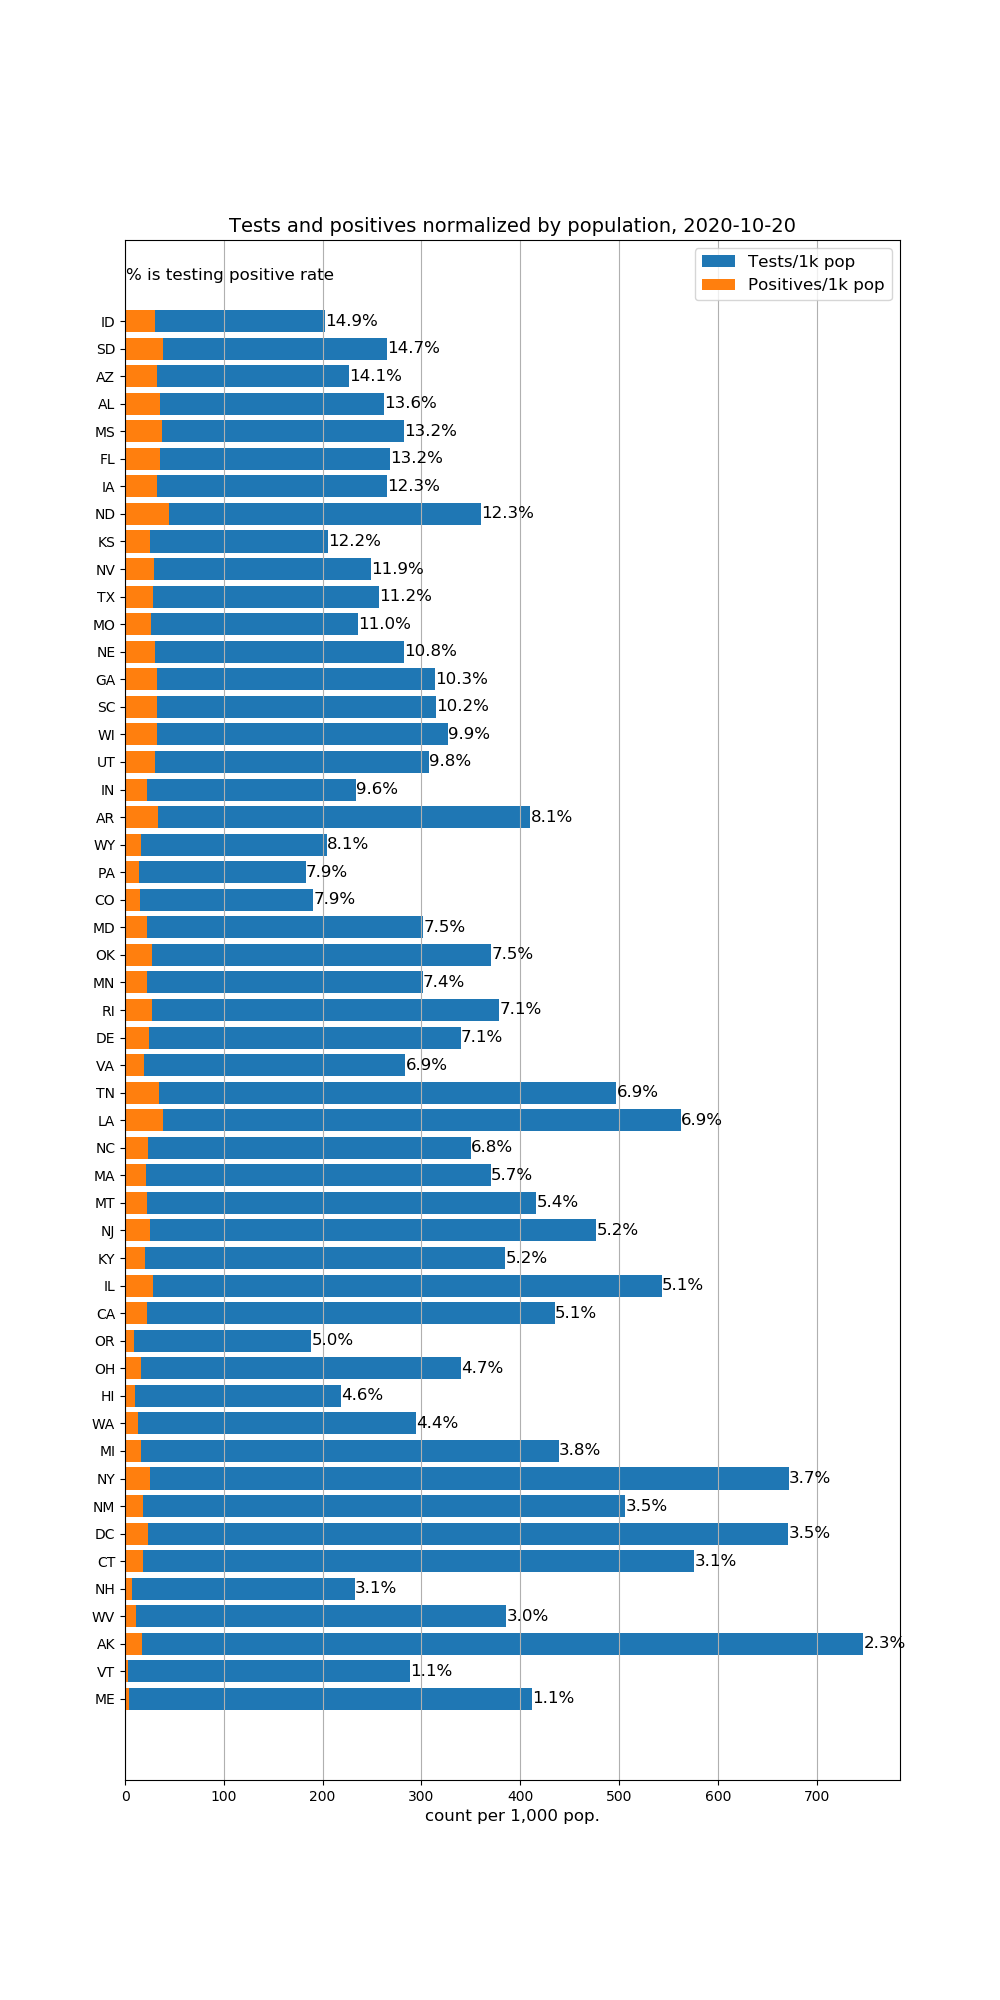 Tests and positives normalized by population, 2020-10-20
% is testing positive rate
Tests/1k pop
Positives/1k pop
ID 14.9%
SD 14.7%
AZ 14.1%
AL 13.6%
MS 13.2%
FL 13.2%
IA 12.3%
ND 12.3%
KS 12.2%
NV 11.9%
TX 11.2%
MO 11.0%
NE 10.8%
GA 10.3%
SC 10.2%
WI 9.9%
UT 9.8%
IN 9.6%
AR 8.1%
WY 8.1%
PA 7.9%
CO 7.9%
MD 7.5%
OK 7.5%
MN 7.4%
RI 7.1%
DE 7.1%
VA 6.9%
TN 6.9%
LA 6.9%
NC 6.8%
MA 5.7%
MT 5.4%
NJ 5.2%
KY 5.2%
IL 5.1%
CA 5.1%
OR 5.0%
OH 4.7%
HI 4.6%
WA 4.4%
MI 3.8%
NY 3.7%
NM 3.5%
DC 3.5%
CT 3.1%
NH 3.1%
WV 3.0%
AK 2.3%
VT 1.1%
ME 1.1%
0 100 200 300 400 500 600 700
count per 1,000 pop.